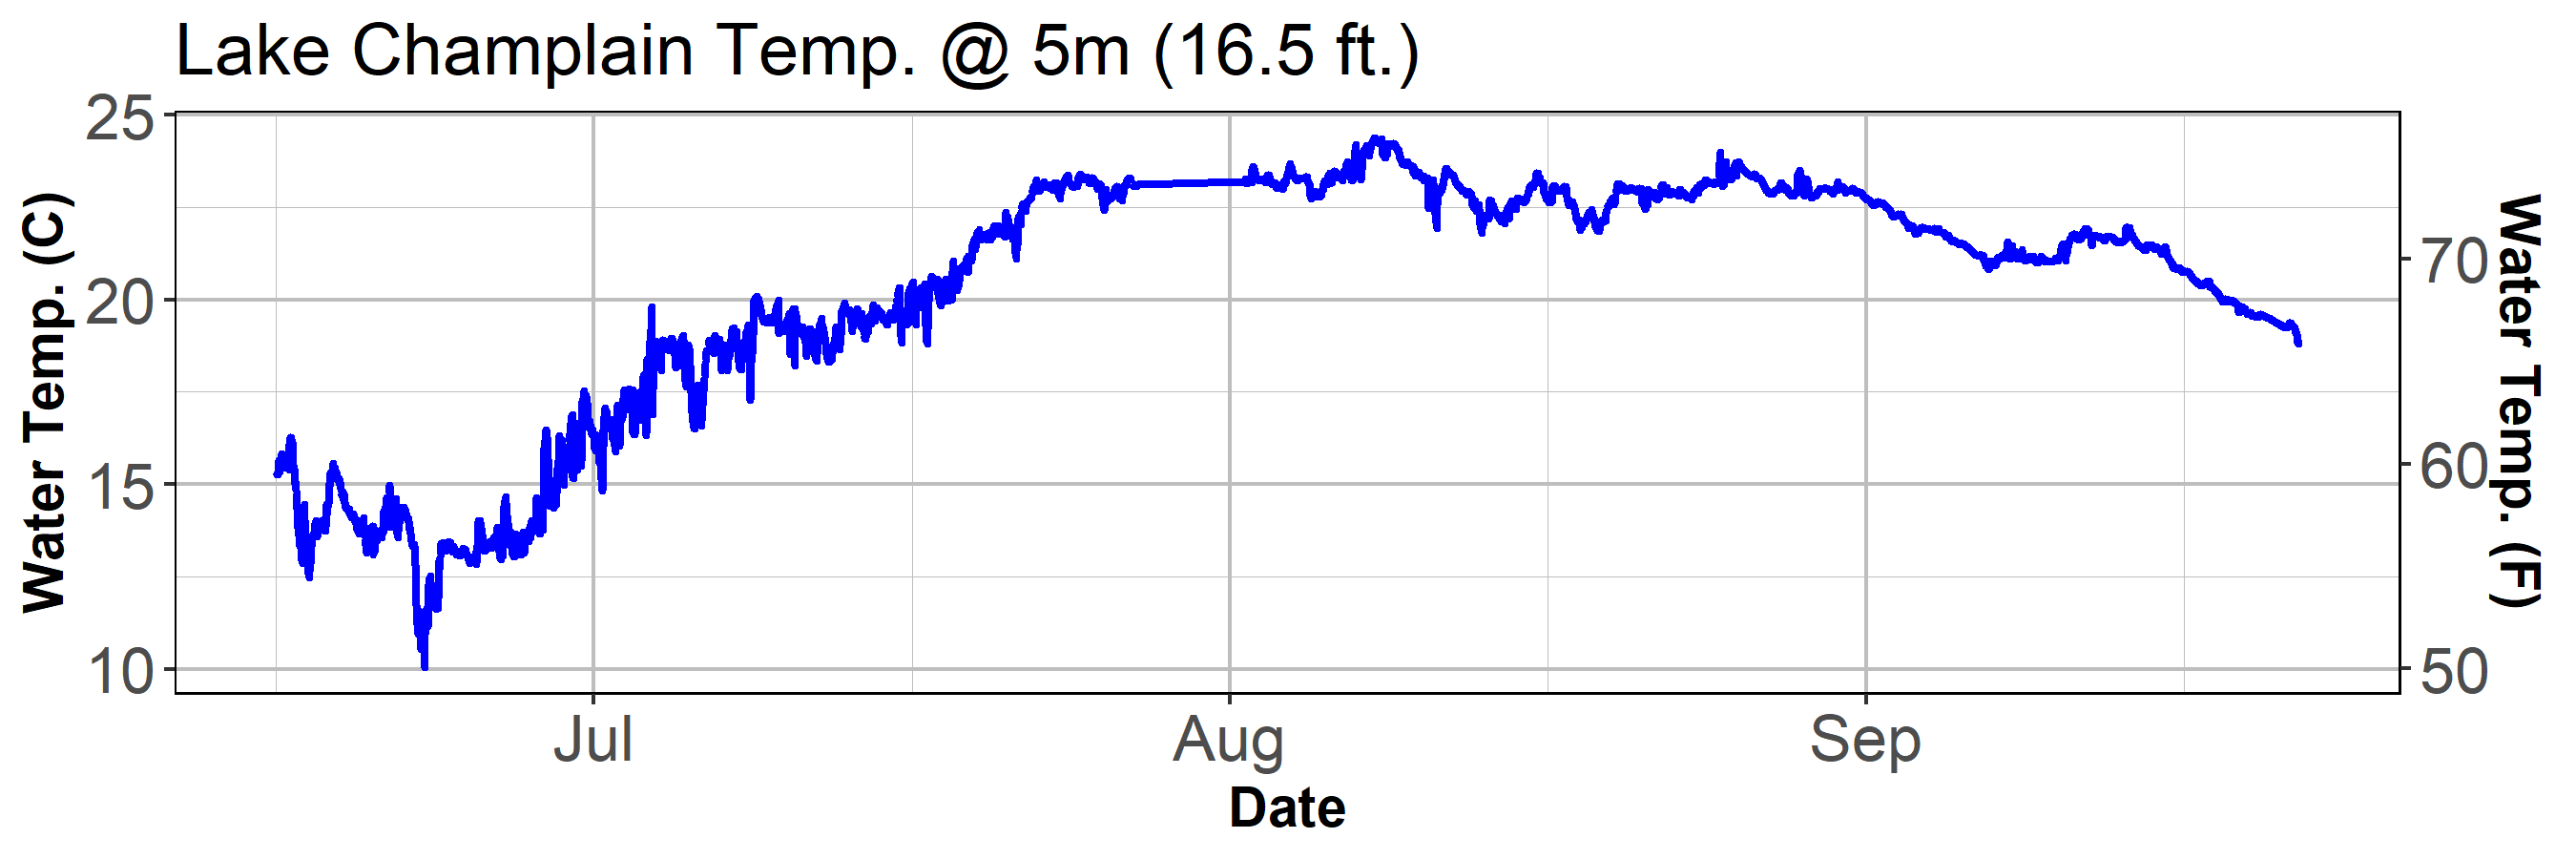 Lake Champlain Temp. @ 5m (16.5 ft.)
Water Temp. (C)
25
20
15
10
70
60
50
Water Temp. (F)
Jul Aug Sep
Date